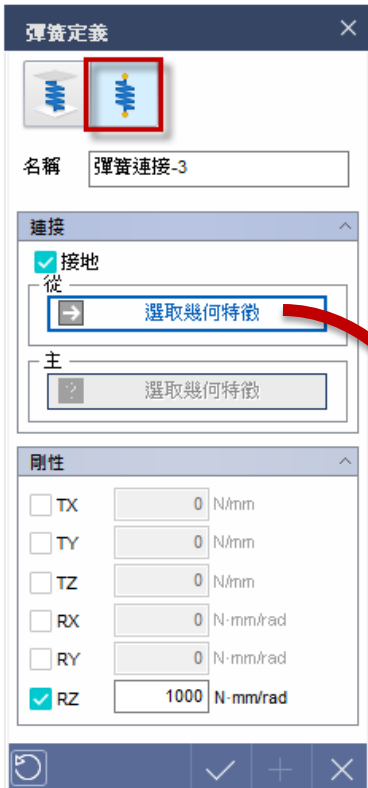 彈簧定義
名稱 彈簧連接-3
連接
接地
從
選取幾何特徵
主
選取幾何特徵
剛性
TX 0 N/mm
TY 0 N/mm
TZ 0 N/mm
RX 0 N·mm/rad
RY 0 N·mm/rad
RZ 1000 N·mm/rad